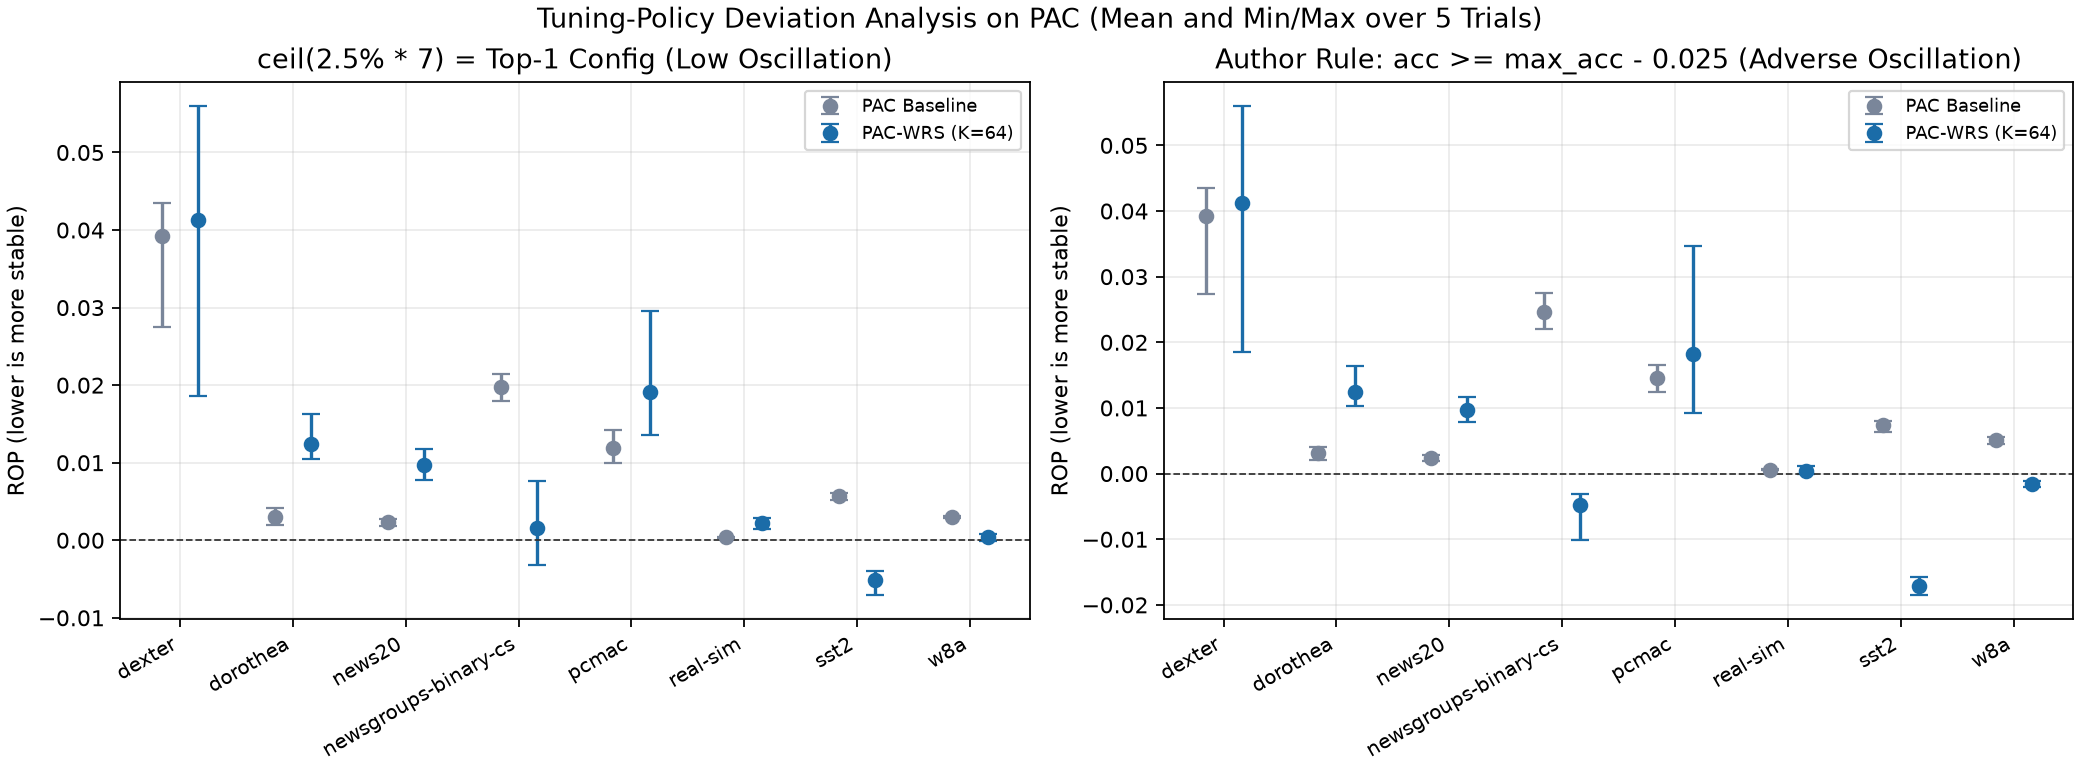 Tuning-Policy Deviation Analysis on PAC (Mean and Min/Max over 5 Trials)
ceil(2.5% * 7) = Top-1 Config (Low Oscillation)
PAC Baseline
PAC-WRS (K=64)
ROP (lower is more stable)
0.05
0.04
0.03
0.02
0.01
0.00
−0.01
dexter
dorothea
news20
newsgroups-binary-cs
pcmac
real-sim
sst2
w8a
Author Rule: acc >= max_acc - 0.025 (Adverse Oscillation)
PAC Baseline
PAC-WRS (K=64)
ROP (lower is more stable)
0.05
0.04
0.03
0.02
0.01
0.00
−0.01
−0.02
dexter
dorothea
news20
newsgroups-binary-cs
pcmac
real-sim
sst2
w8a